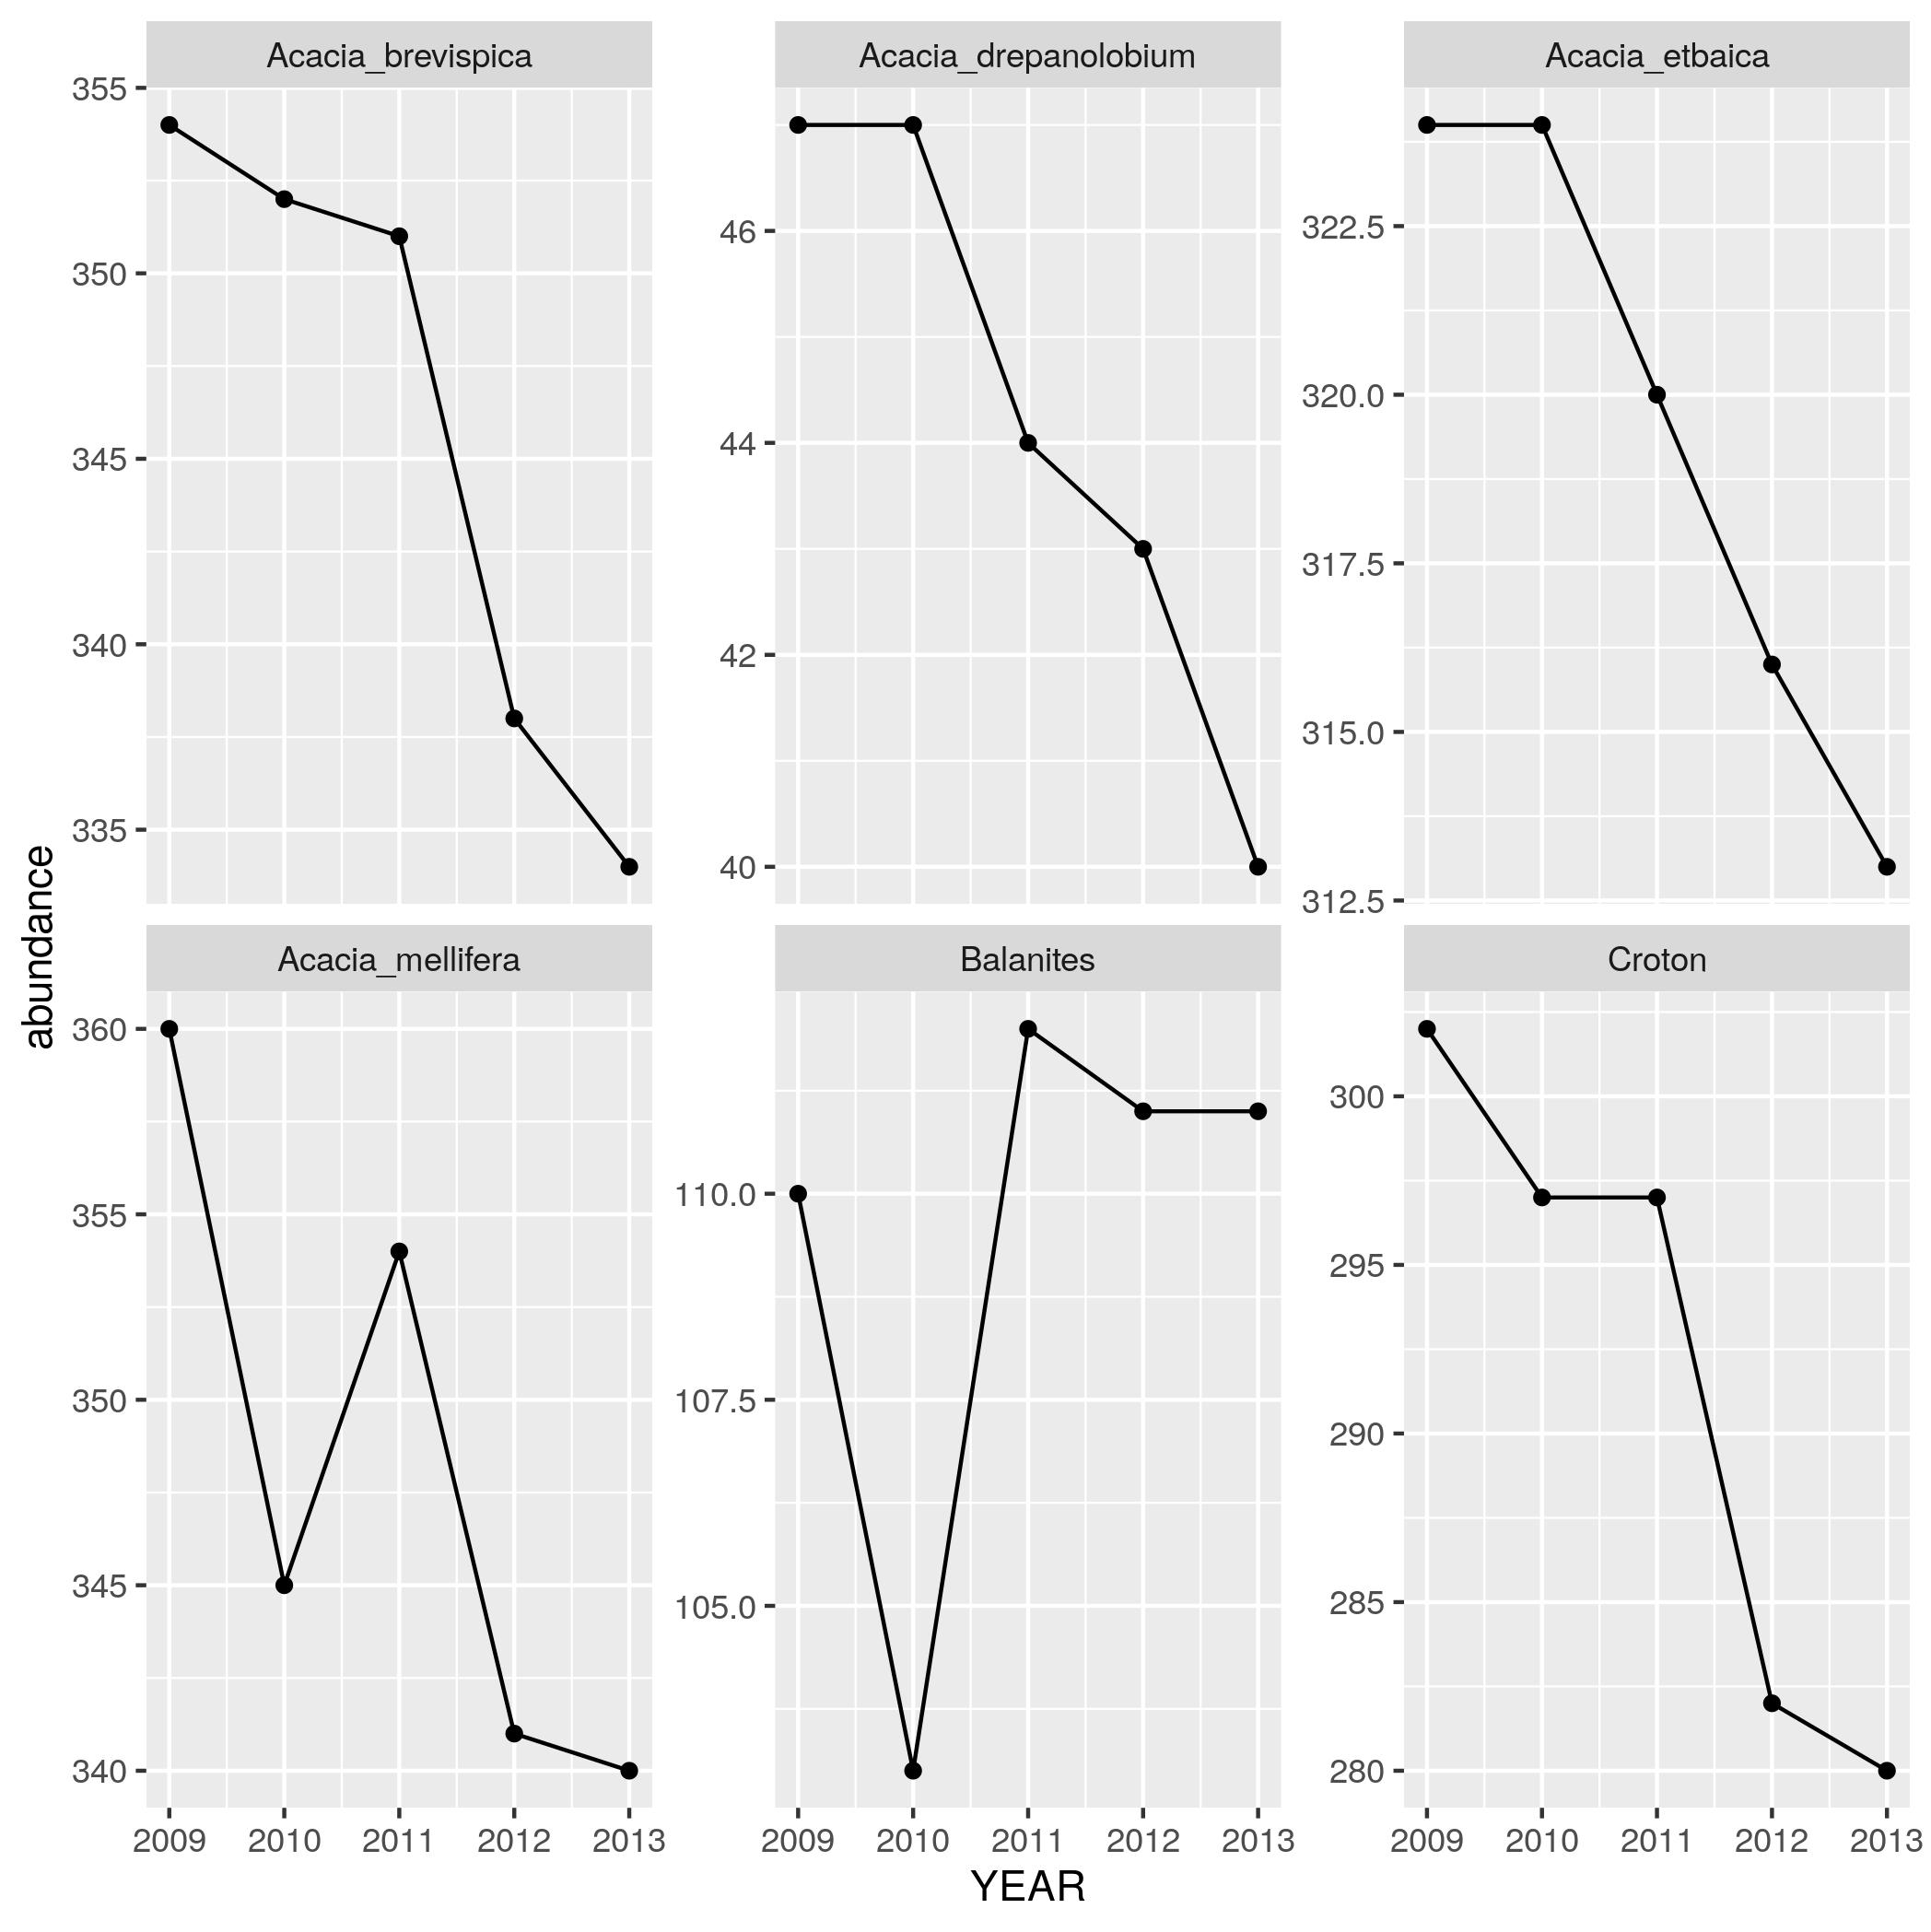 Acacia_brevispica
Acacia_drepanolobium
Acacia_etbaica
355
350
345
340
335
46
44
42
40
322.5
320.0
317.5
315.0
312.5
abundance
Acacia_mellifera
Balanites
Croton
360
355
350
345
340
110.0
107.5
105.0
300
295
290
285
280
2009 2010 2011 2012 2013
2009 2010 2011 2012 2013
2009 2010 2011 2012 2013
YEAR